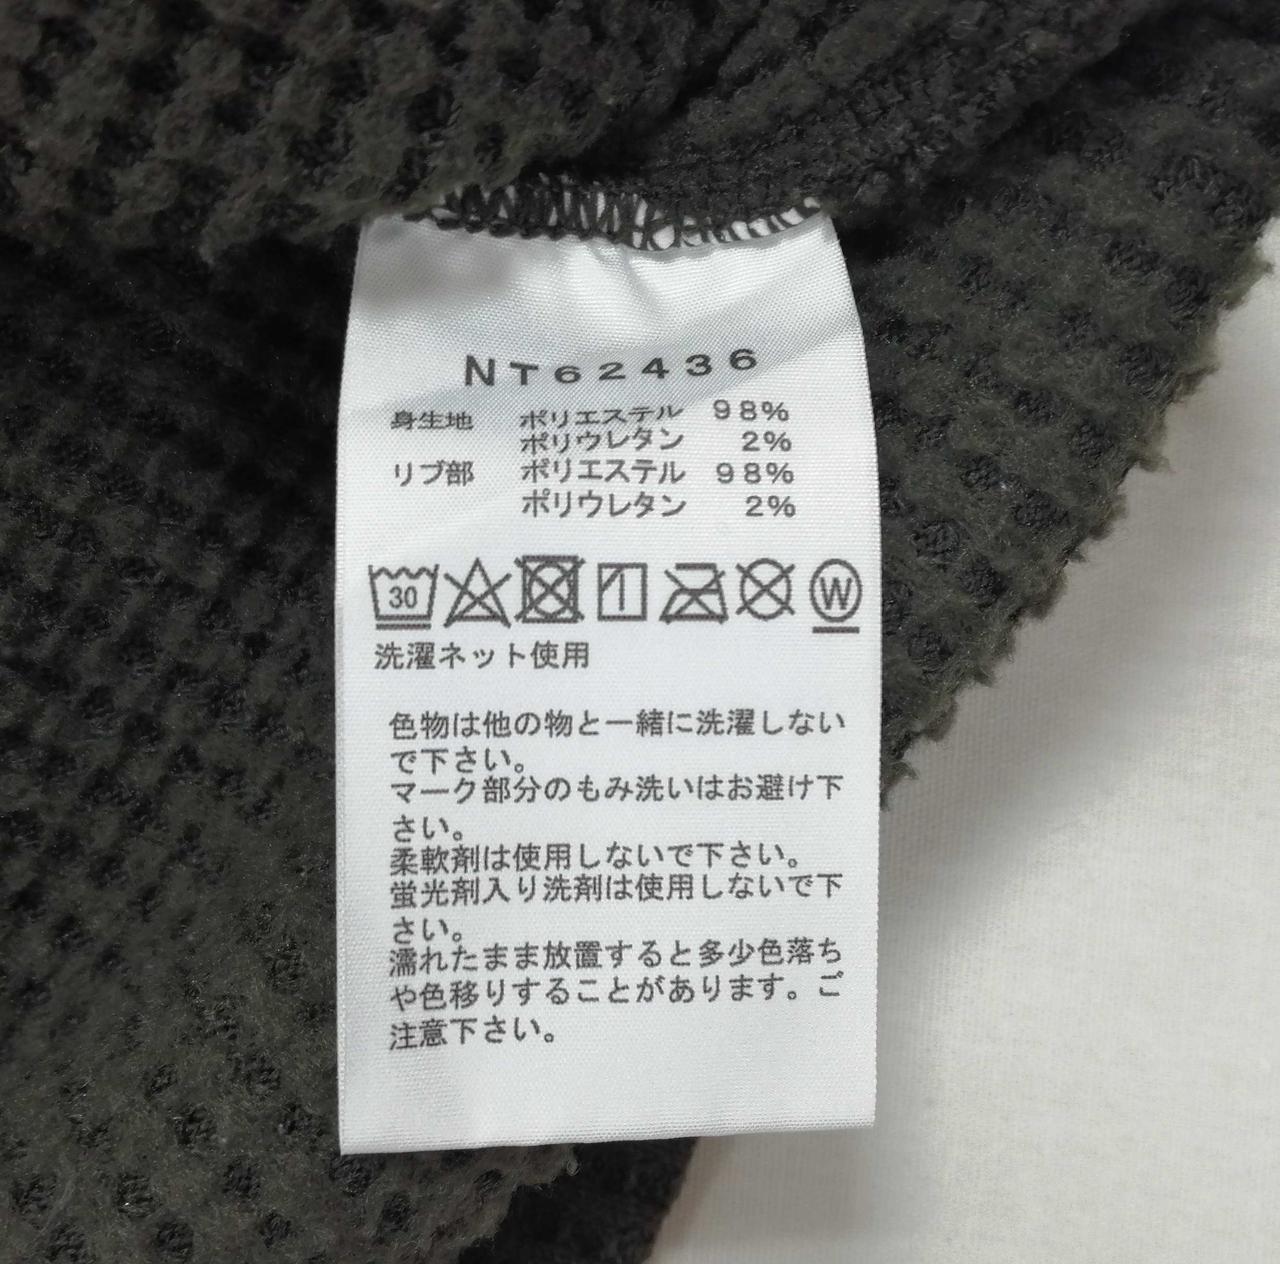 NT62436
身生地 ポリエステル 98%
ポリウレタン 2%
リブ部 ポリエステル 98%
ポリウレタン 2%
30 W
洗濯ネット使用
色物は他の物と一緒に洗濯しない
で下さい。
マーク部分のもみ洗いはお避け下
さい。
柔軟剤は使用しないで下さい。
蛍光剤入り洗剤は使用しないで下
さい。
濡れたまま放置すると多少色落ち
や色移りすることがあります。ご
注意下さい。